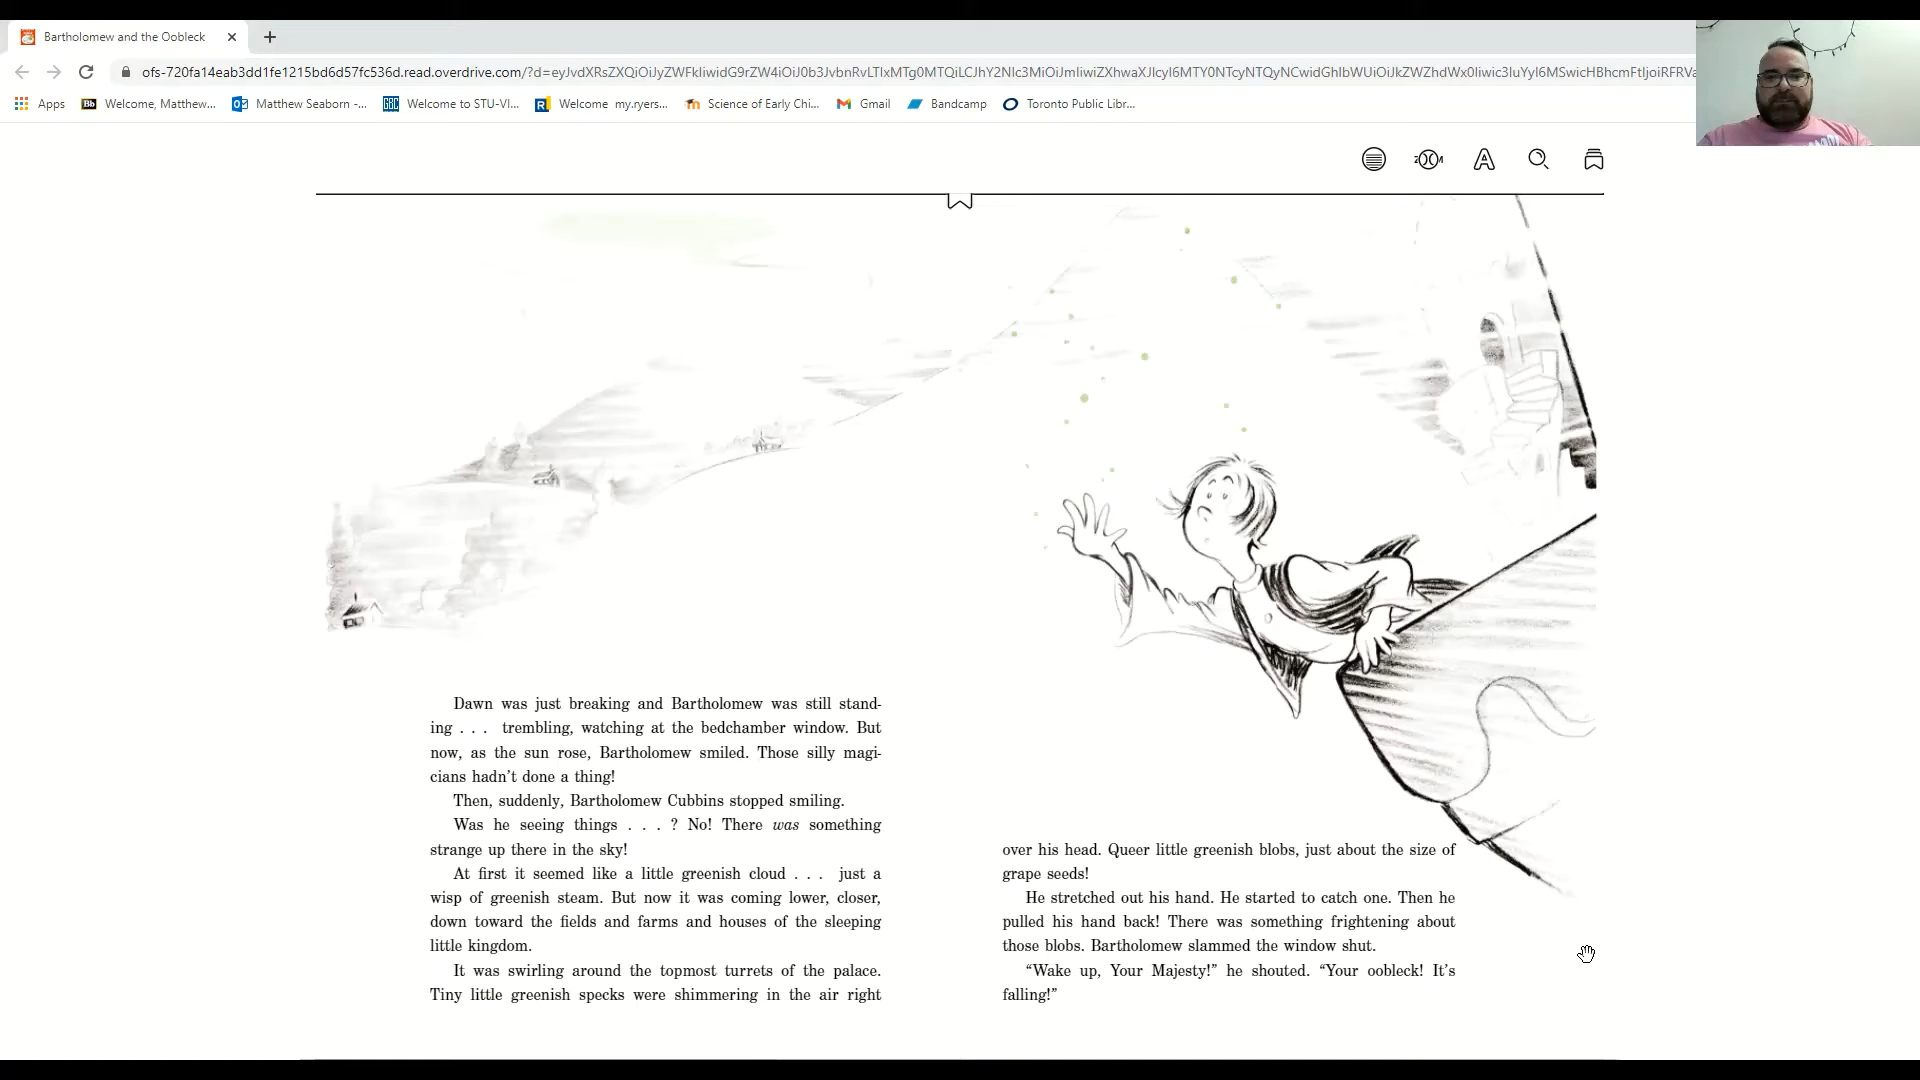 Bartholomew and the Oobleck
Apps
Welcome, Matthew...
Matthew Seaborn -...
Welcome to STU-VI...
Welcome my.ryers...
Science of Early Chi...
Gmail
Bandcamp
Toronto Public Libr...
Dawn was just breaking and Bartholomew was still stand-
ing . . . trembling, watching at the bedchamber window. But
now, as the sun rose, Bartholomew smiled. Those silly magi-
cians hadn't done a thing!
Then, suddenly, Bartholomew Cubbins stopped smiling.
Was he seeing things . . . ? No! There was something
strange up there in the sky!
At first it seemed like a little greenish cloud . . . just a
wisp of greenish steam. But now it was coming lower, closer,
down toward the fields and farms and houses of the sleeping
little kingdom.
It was swirling around the topmost turrets of the palace.
Tiny little greenish specks were shimmering in the air right
over his head. Queer little greenish blobs, just about the size of
grape seeds!
He stretched out his hand. He started to catch one. Then he
pulled his hand back! There was something frightening about
those blobs. Bartholomew slammed the window shut.
“Wake up, Your Majesty!” he shouted. “Your oobleck! It's
falling!”